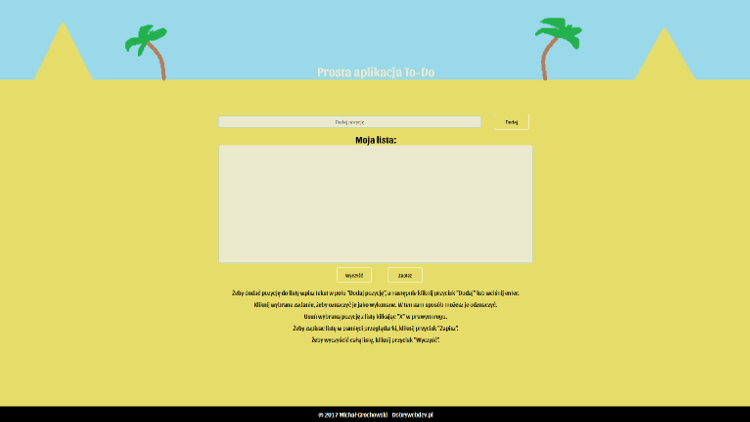 Prosta aplikacja To-Do
Dodaj pozycję
Dodaj
Moja lista:
Wyczyść
Zapisz
Żeby dodać pozycję do listy wpisz tekst w polu "Dodaj pozycję", a następnie kliknij przycisk "Dodaj" lub wciśnij enter.
Kliknij wybrane zadanie, żeby oznaczyć je jako wykonane. W ten sam sposób możesz je odznaczyć.
Usuń wybraną pozycję z listy klikając "X" w prawym rogu.
Żeby zapisać listę w pamięci przeglądarki, kliknij przycisk "Zapisz".
Żeby wyczyścić całą listę, kliknij przycisk "Wyczyść".
© 2017 Michał Grochowski Dobrywebdev.pl